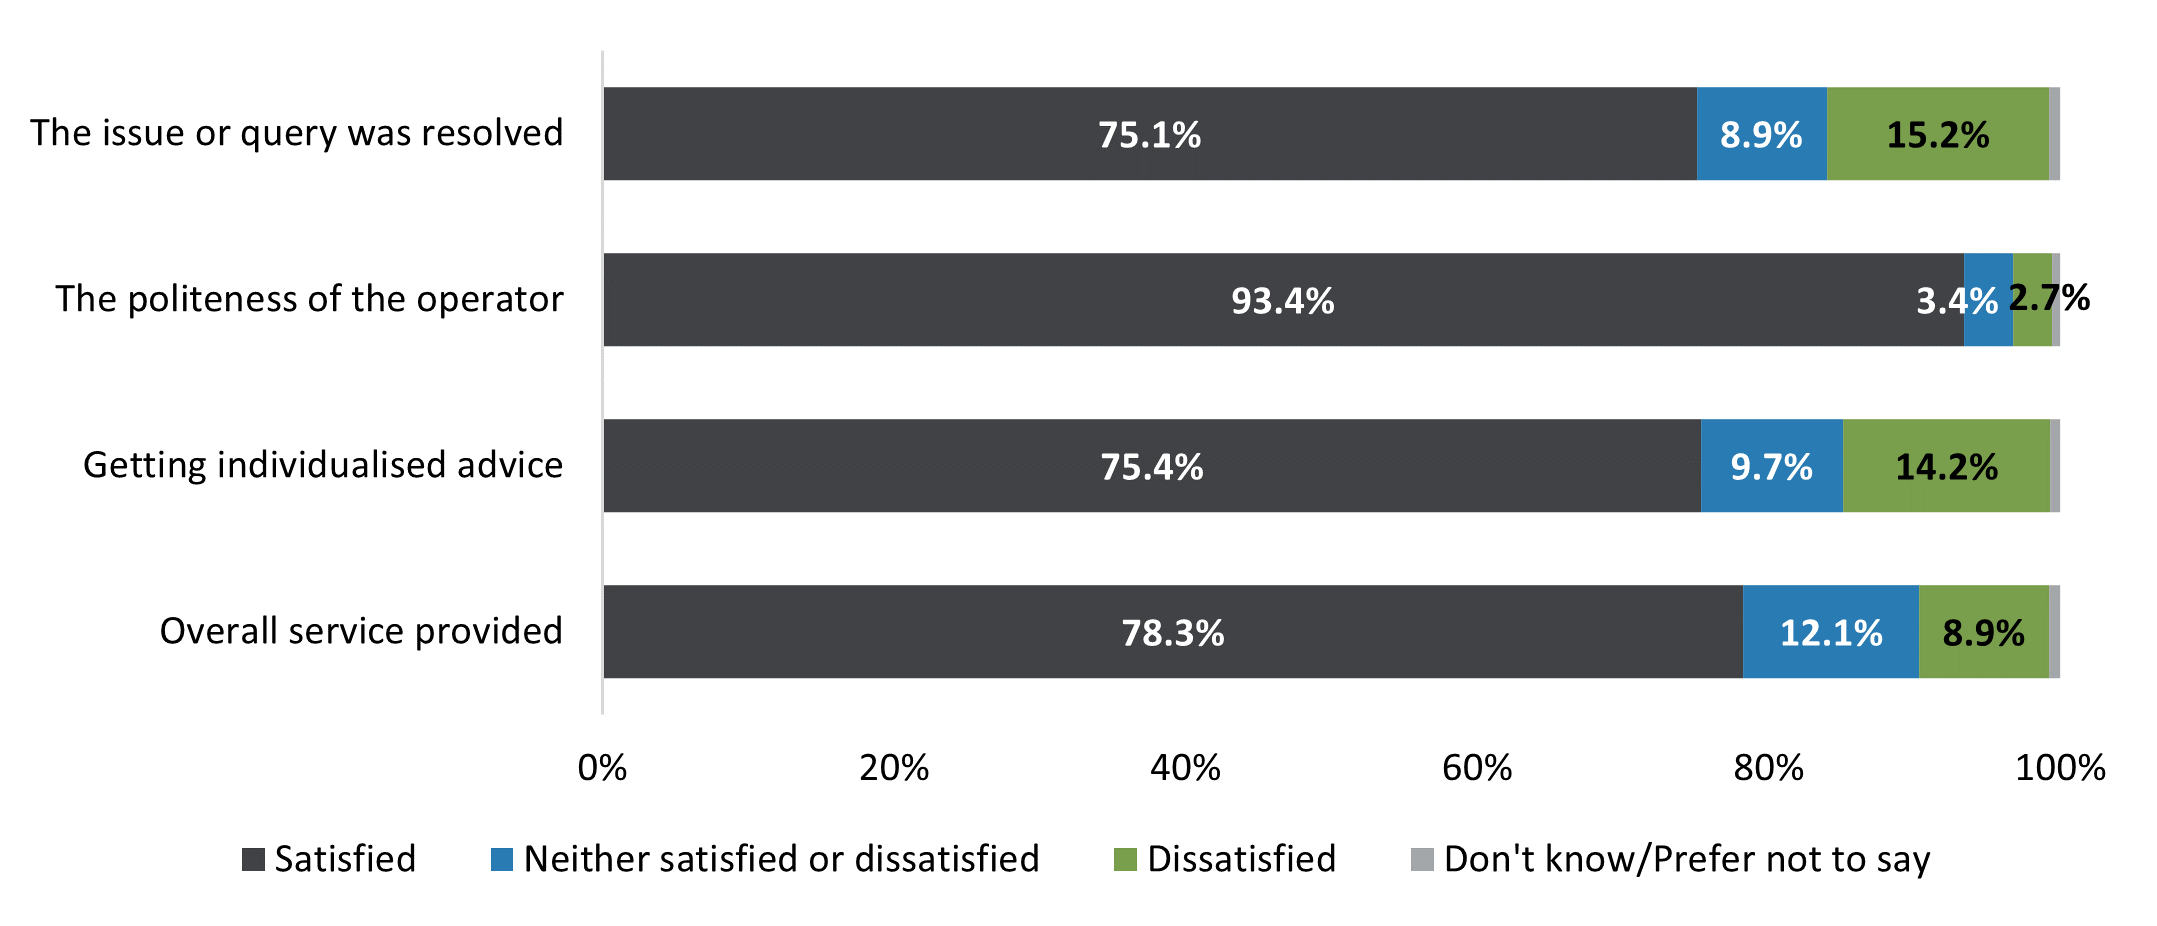 The issue or query was resolved 75.1% 8.9% 15.2%
The politeness of the operator 93.4% 3.4% 2.7%
Getting individualised advice 75.4% 9.7% 14.2%
Overall service provided 78.3% 12.1% 8.9%
0% 20% 40% 60% 80% 100%
Satisfied Neither satisfied or dissatisfied Dissatisfied Don't know/Prefer not to say